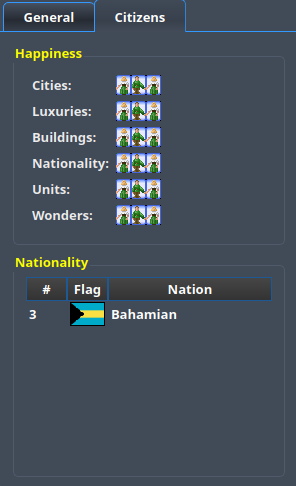 General Citizens
Happiness
Cities:
Luxuries:
Buildings:
Nationality:
Units:
Wonders:
Nationality
# Flag Nation
3 Bahamian